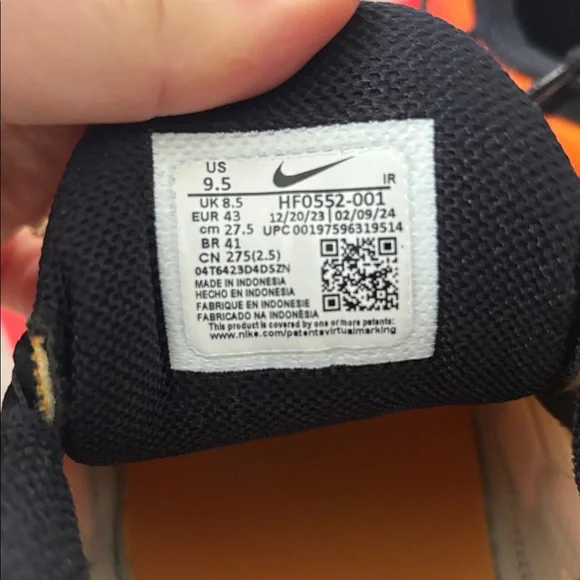 US
9.5
IR
UK 8.5
HF0552-001
EUR 43
12/20/23 | 02/09/24
cm 27.5
UPC 00197596319514
BR 41
CN 275(2.5)
04T6423D4D5ZN
MADE IN INDONESIA
HECHO EN INDONESIA
FABRIQUE EN INDONESIE
FABRICADO NA INDONÉSIA
This product is covered by one or more patents:
www.nike.com/patentsvirtualmarking